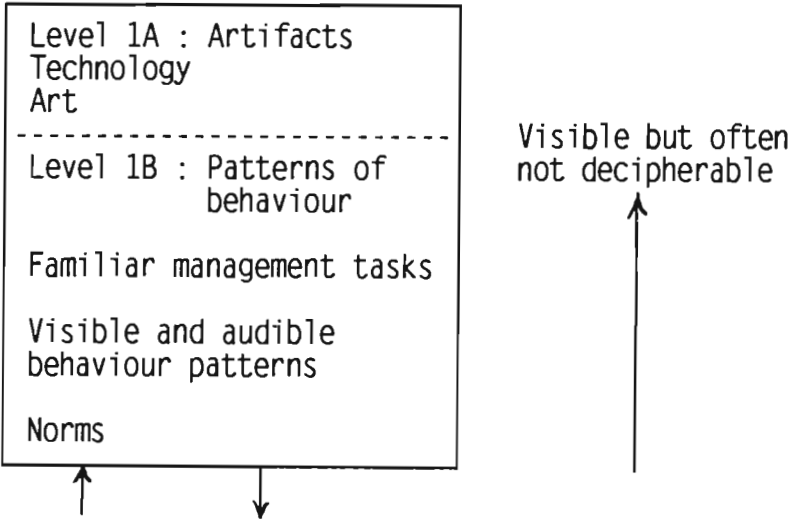 Level 1A : Artifacts
Technology
Art
Level 1B : Patterns of
behaviour
Familiar management tasks
Visible and audible
behaviour patterns
Norms
Visible but often
not decipherable